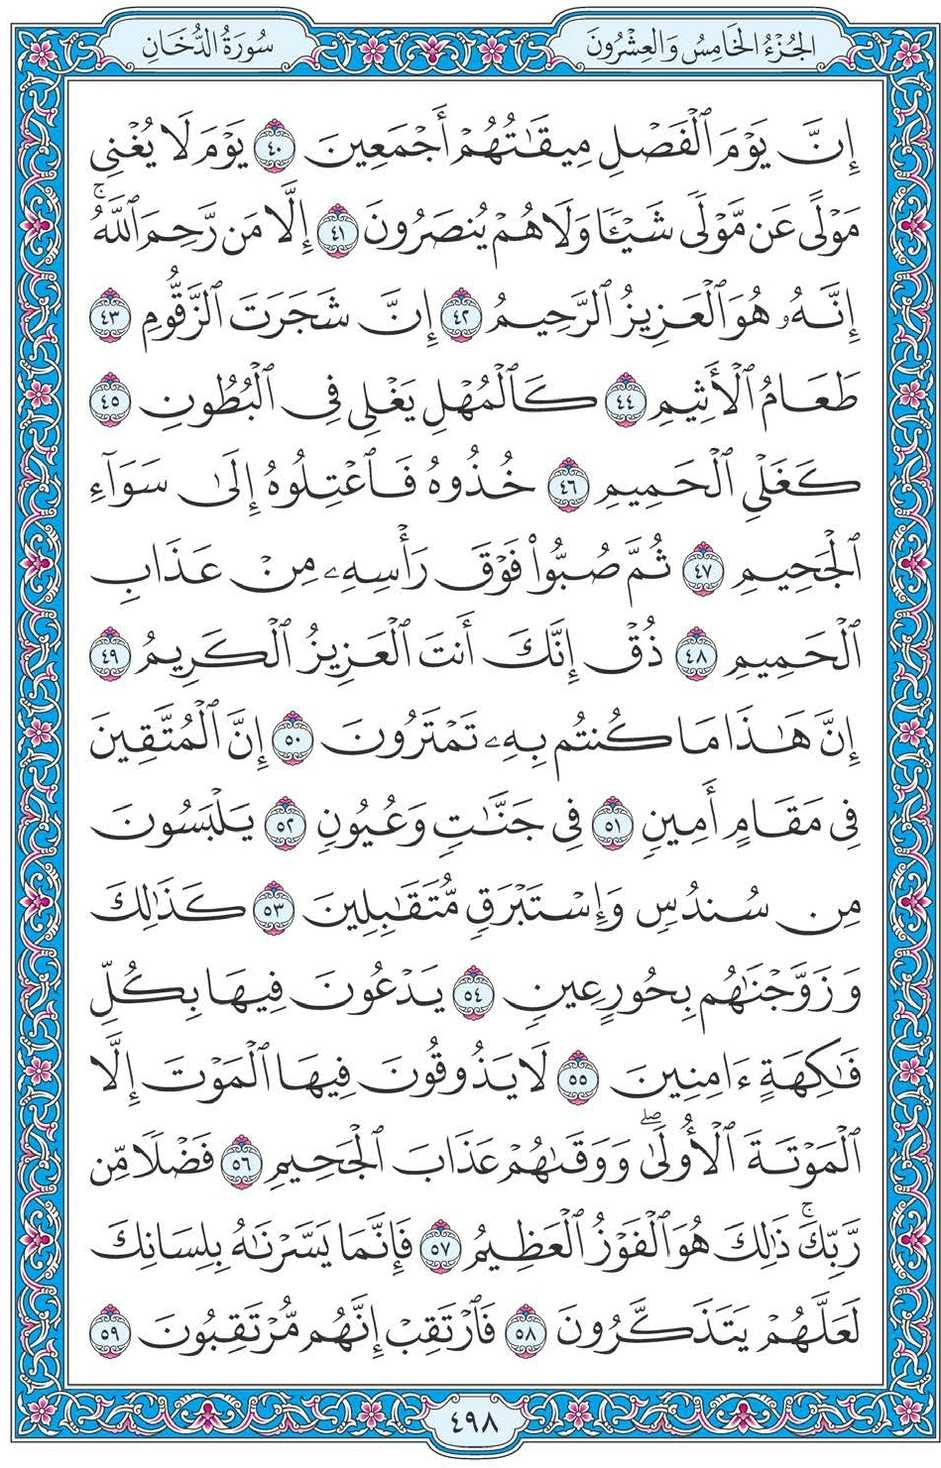 الجُزْءُ الخَامِسُ وَالعِشْرُونَ
سُورَةُ الدُّخَانِ
إِنَّ يَوْمَ ٱلْفَصْلِ مِيقَٰتُهُمْ أَجْمَعِينَ ٤٠ يَوْمَ لَا يُغْنِى
مَوْلًى عَن مَّوْلًى شَيْـًٔا وَلَا هُمْ يُنصَرُونَ ٤١ إِلَّا مَن رَّحِمَ ٱللَّهُۚ
إِنَّهُۥ هُوَ ٱلْعَزِيزُ ٱلرَّحِيمُ ٤٢ إِنَّ شَجَرَتَ ٱلزَّقُّومِ ٤٣
طَعَامُ ٱلْأَثِيمِ ٤٤ كَٱلْمُهْلِ يَغْلِى فِى ٱلْبُطُونِ ٤٥
كَغَلْىِ ٱلْحَمِيمِ ٤٦ خُذُوهُ فَٱعْتِلُوهُ إِلَىٰ سَوَآءِ
ٱلْجَحِيمِ ٤٧ ثُمَّ صُبُّوا۟ فَوْقَ رَأْسِهِۦ مِنْ عَذَابِ
ٱلْحَمِيمِ ٤٨ ذُقْ إِنَّكَ أَنتَ ٱلْعَزِيزُ ٱلْكَرِيمُ ٤٩
إِنَّ هَٰذَا مَا كُنتُم بِهِۦ تَمْتَرُونَ ٥٠ إِنَّ ٱلْمُتَّقِينَ
فِى مَقَامٍ أَمِينٍ ٥١ فِى جَنَّٰتٍ وَعُيُونٍ ٥٢ يَلْبَسُونَ
مِن سُندُسٍ وَإِسْتَبْرَقٍ مُّتَقَٰبِلِينَ ٥٣ كَذَٰلِكَ
وَزَوَّجْنَٰهُم بِحُورٍ عِينٍ ٥٤ يَدْعُونَ فِيهَا بِكُلِّ
فَٰكِهَةٍ ءَامِنِينَ ٥٥ لَا يَذُوقُونَ فِيهَا ٱلْمَوْتَ إِلَّا
ٱلْمَوْتَةَ ٱلْأُولَىٰۖ وَوَقَىٰهُمْ عَذَابَ ٱلْجَحِيمِ ٥٦ فَضْلًا مِّن
رَّبِّكَۚ ذَٰلِكَ هُوَ ٱلْفَوْزُ ٱلْعَظِيمُ ٥٧ فَإِنَّمَا يَسَّرْنَٰهُ بِلِسَانِكَ
لَعَلَّهُمْ يَتَذَكَّرُونَ ٥٨ فَٱرْتَقِبْ إِنَّهُم مُّرْتَقِبُونَ ٥٩
٤٩٨